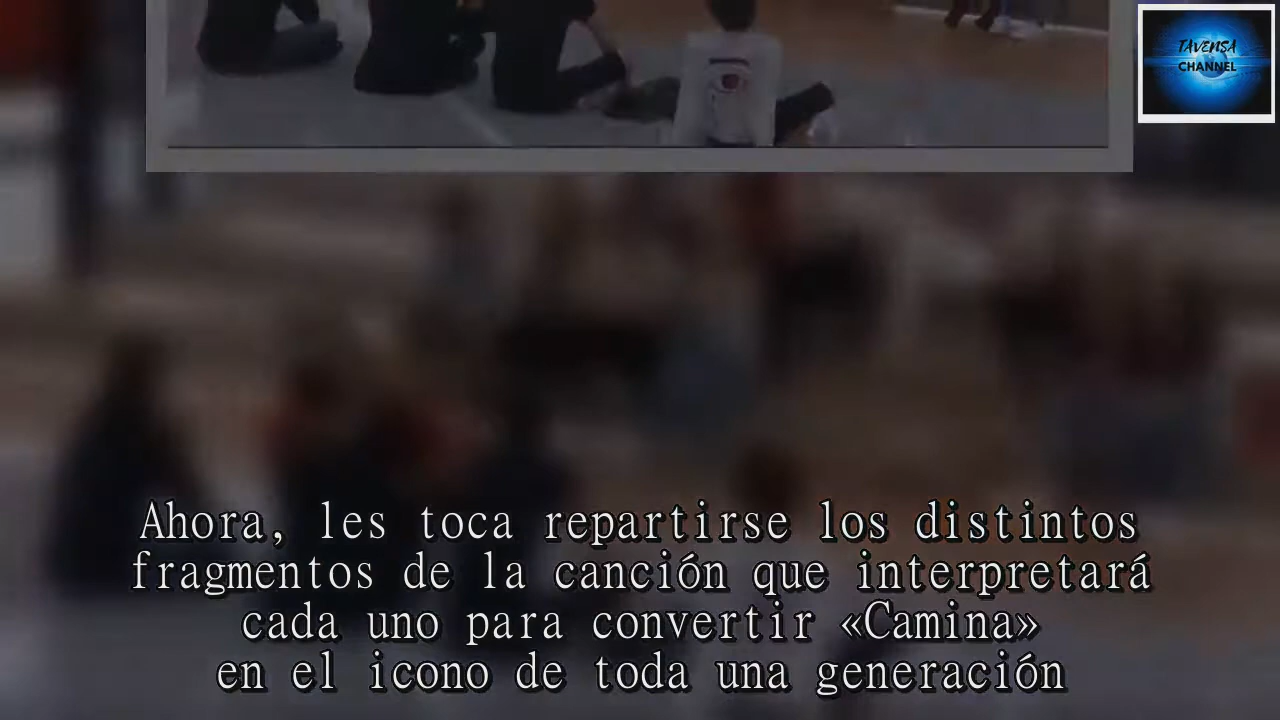 TAVENSA
CHANNEL
Ahora, les toca repartirse los distintos
fragmentos de la canción que interpretará
cada uno para convertir «Camina»
en el icono de toda una generación